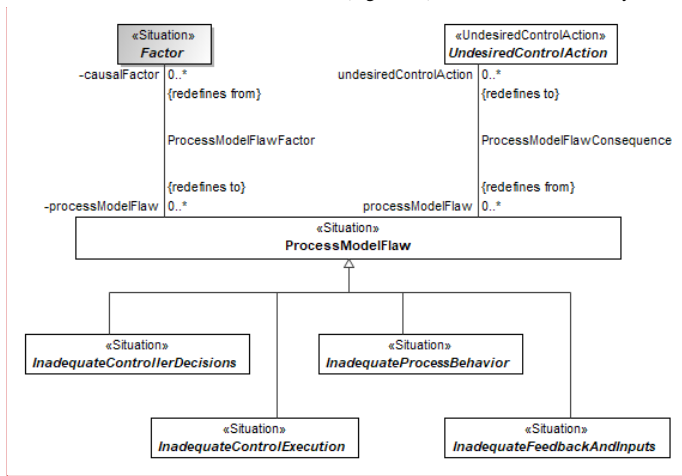 «Situation»
Factor
«UndesiredControlAction»
UndesiredControlAction
-causalFactor 0..*
undesiredControlAction 0..*
{redefines from}
{redefines to}
ProcessModelFlawFactor
ProcessModelFlawConsequence
{redefines to}
{redefines from}
-processModelFlaw 0..*
processModelFlaw 0..*
«Situation»
ProcessModelFlaw
«Situation»
InadequateControllerDecisions
«Situation»
InadequateProcessBehavior
«Situation»
InadequateControlExecution
«Situation»
InadequateFeedbackAndInputs